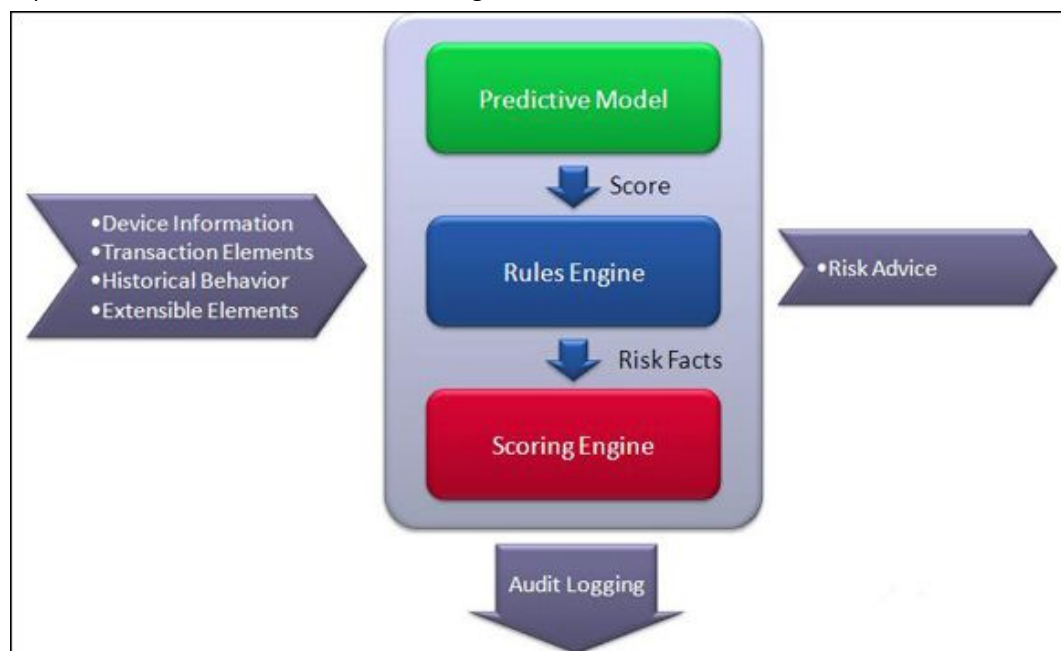 Predictive Model
Score
•Device Information
•Transaction Elements
•Historical Behavior
•Extensible Elements
Rules Engine
•Risk Advice
Risk Facts
Scoring Engine
Audit Logging